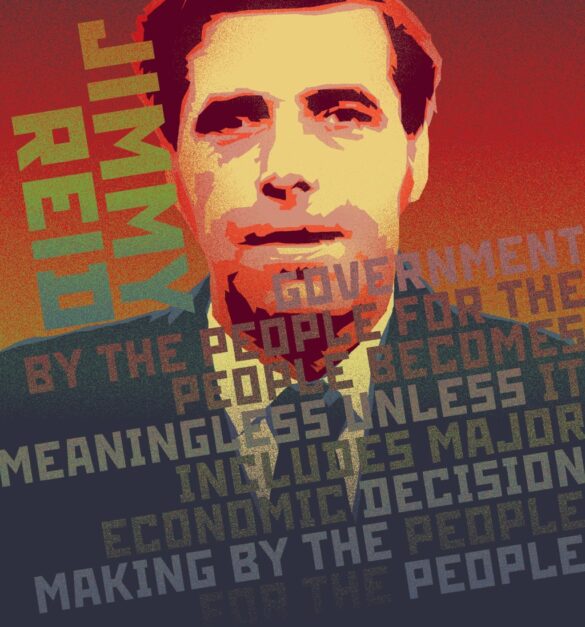 JIMMY
REID
GOVERNMENT
BY THE PEOPLE FOR THE
PEOPLE BECOMES
MEANINGLESS UNLESS IT
INCLUDES MAJOR
ECONOMIC DECISION
MAKING BY THE PEOPLE
FOR THE PEOPLE